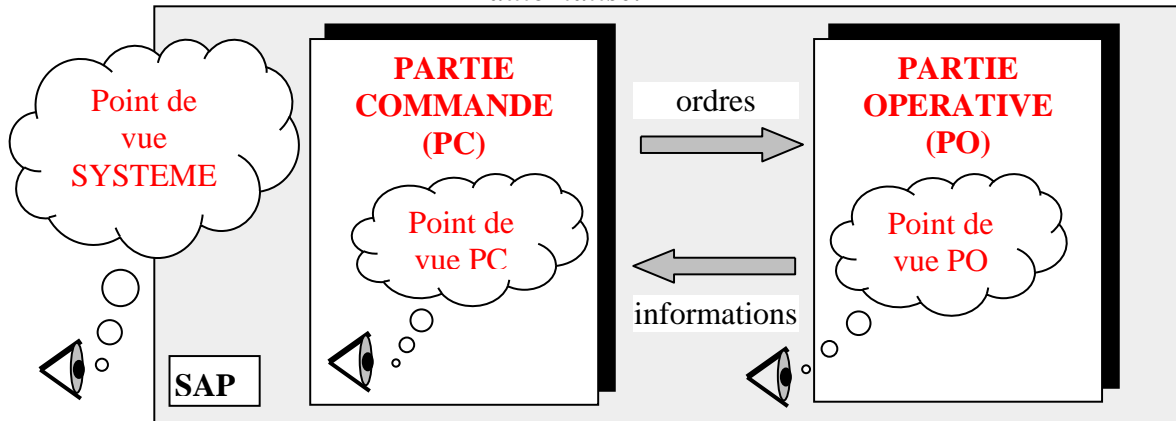 Point de
vue
SYSTEME
PARTIE
COMMANDE
(PC)
Point de
vue PC
ordres
informations
PARTIE
OPERATIVE
(PO)
Point de
vue PO
SAP